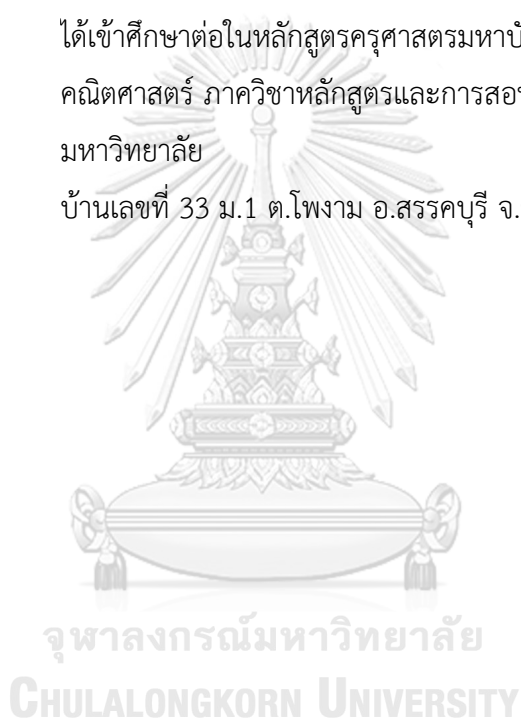 ได้เข้าศึกษาต่อในหลักสูตรครุศาสตรมหาบั
คณิตศาสตร์ ภาควิชาหลักสูตรและการสอน
มหาวิทยาลัย
บ้านเลขที่ 33 ม.1 ต.โพงาม อ.สรรคบุรี จ.
จุฬาลงกรณ์มหาวิทยาลัย
CHULALONGKORN UNIVERSITY